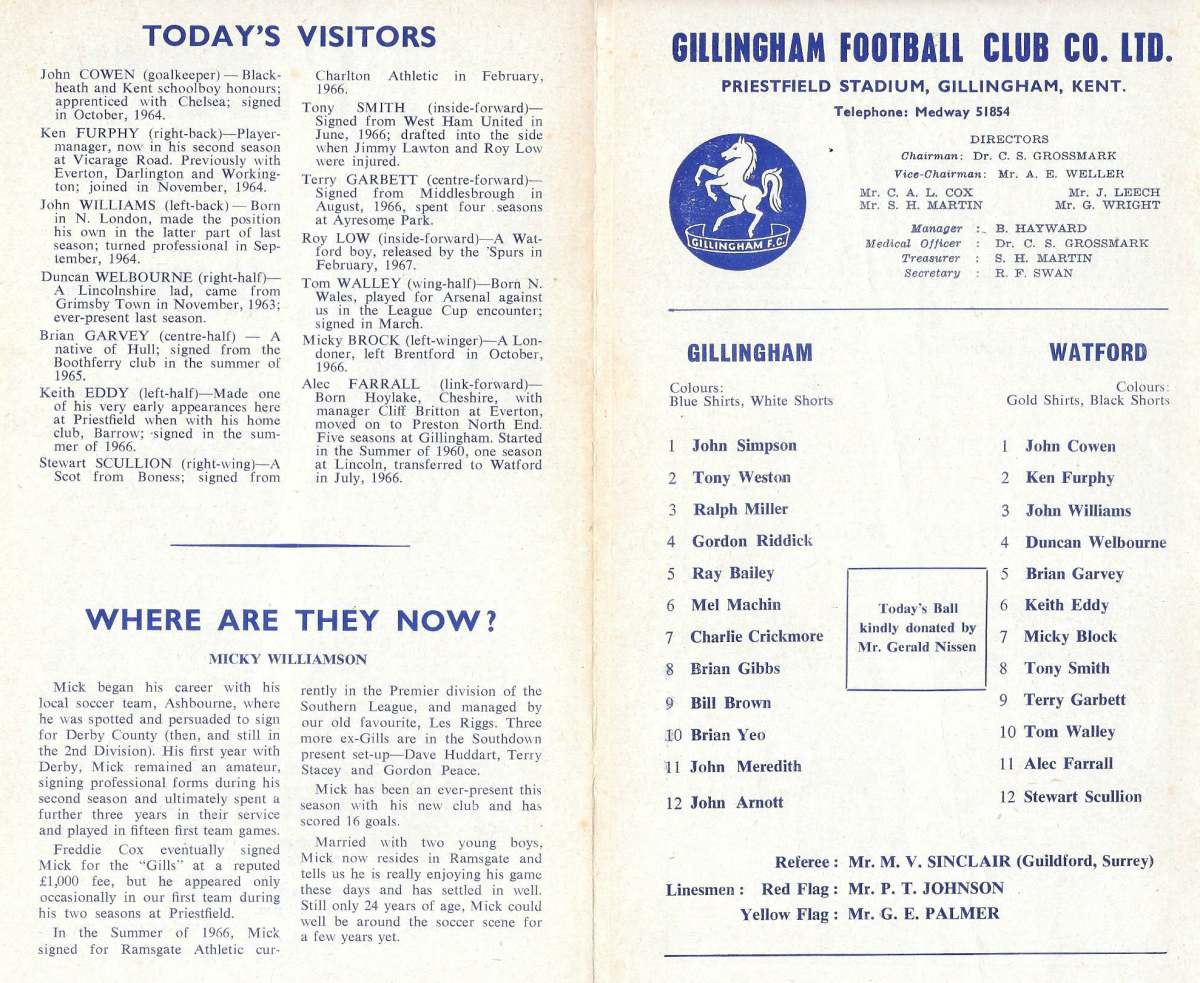 TODAY'S VISITORS
John COWEN (goalkeeper) — Black-
heath and Kent schoolboy honours;
apprenticed with Chelsea; signed
in October, 1964.
Ken FURPHY (right-back)—Player-
manager, now in his second season
at Vicarage Road. Previously with
Everton, Darlington and Working-
ton; joined in November, 1964.
John WILLIAMS (left-back) — Born
in N. London, made the position
his own in the latter part of last
season; turned professional in Sep-
tember, 1964.
Duncan WELBOURNE (right-half)—
A Lincolnshire lad, came from
Grimsby Town in November, 1963;
ever-present last season.
Brian GARVEY (centre-half) — A
native of Hull; signed from the
Boothferry club in the summer of
1965.
Keith EDDY (left-half)—Made one
of his very early appearances here
at Priestfield when with his home
club, Barrow; signed in the sum-
mer of 1966.
Stewart SCULLION (right-wing)—A
Scot from Boness; signed from
Charlton Athletic in February,
1966.
Tony SMITH (inside-forward)—
Signed from West Ham United in
June, 1966; drafted into the side
when Jimmy Lawton and Roy Low
were injured.
Terry GARBETT (centre-forward)—
Signed from Middlesbrough in
August, 1966, spent four seasons
at Ayresome Park.
Roy LOW (inside-forward)—A Wat-
ford boy, released by the 'Spurs in
February, 1967.
Tom WALLEY (wing-half)—Born N.
Wales, played for Arsenal against
us in the League Cup encounter;
signed in March.
Micky BROCK (left-winger)—A Lon-
doner, left Brentford in October,
1966.
Alec FARRALL (link-forward)—
Born Hoylake, Cheshire, with
manager Cliff Britton at Everton,
moved on to Preston North End.
Five seasons at Gillingham. Started
in the Summer of 1960, one season
at Lincoln, transferred to Watford
in July, 1966.
WHERE ARE THEY NOW?
MICKY WILLIAMSON
Mick began his career with his
local soccer team, Ashbourne, where
he was spotted and persuaded to sign
for Derby County (then, and still in
the 2nd Division). His first year with
Derby, Mick remained an amateur,
signing professional forms during his
second season and ultimately spent a
further three years in their service
and played in fifteen first team games.
Freddie Cox eventually signed
Mick for the "Gills" at a reputed
£1,000 fee, but he appeared only
occasionally in our first team during
his two seasons at Priestfield.
In the Summer of 1966, Mick
signed for Ramsgate Athletic cur-
rently in the Premier division of the
Southern League, and managed by
our old favourite, Les Riggs. Three
more ex-Gills are in the Southdown
present set-up—Dave Huddart, Terry
Stacey and Gordon Peace.
Mick has been an ever-present this
season with his new club and has
scored 16 goals.
Married with two young boys,
Mick now resides in Ramsgate and
tells us he is really enjoying his game
these days and has settled in well.
Still only 24 years of age, Mick could
well be around the soccer scene for
a few years yet.
GILLINGHAM FOOTBALL CLUB CO. LTD.
PRIESTFIELD STADIUM, GILLINGHAM, KENT.
Telephone: Medway 51854
GILLINGHAM F.C.
DIRECTORS
Chairman: Dr. C. S. GROSSMARK
Vice-Chairman: Mr. A. E. WELLER
Mr. C. A. L. COX Mr. J. LEECH
Mr. S. H. MARTIN Mr. G. WRIGHT
Manager : B. HAYWARD
Medical Officer : Dr. C. S. GROSSMARK
Treasurer : S. H. MARTIN
Secretary : R. F. SWAN
GILLINGHAM
Colours:
Blue Shirts, White Shorts
1 John Simpson
2 Tony Weston
3 Ralph Miller
4 Gordon Riddick
5 Ray Bailey
6 Mel Machin
7 Charlie Crickmore
8 Brian Gibbs
9 Bill Brown
10 Brian Yeo
11 John Meredith
12 John Arnott
Today's Ball
kindly donated by
Mr. Gerald Nissen
WATFORD
Colours:
Gold Shirts, Black Shorts
1 John Cowen
2 Ken Furphy
3 John Williams
4 Duncan Welbourne
5 Brian Garvey
6 Keith Eddy
7 Micky Block
8 Tony Smith
9 Terry Garbett
10 Tom Walley
11 Alec Farrall
12 Stewart Scullion
Referee : Mr. M. V. SINCLAIR (Guildford, Surrey)
Linesmen : Red Flag : Mr. P. T. JOHNSON
Yellow Flag : Mr. G. E. PALMER